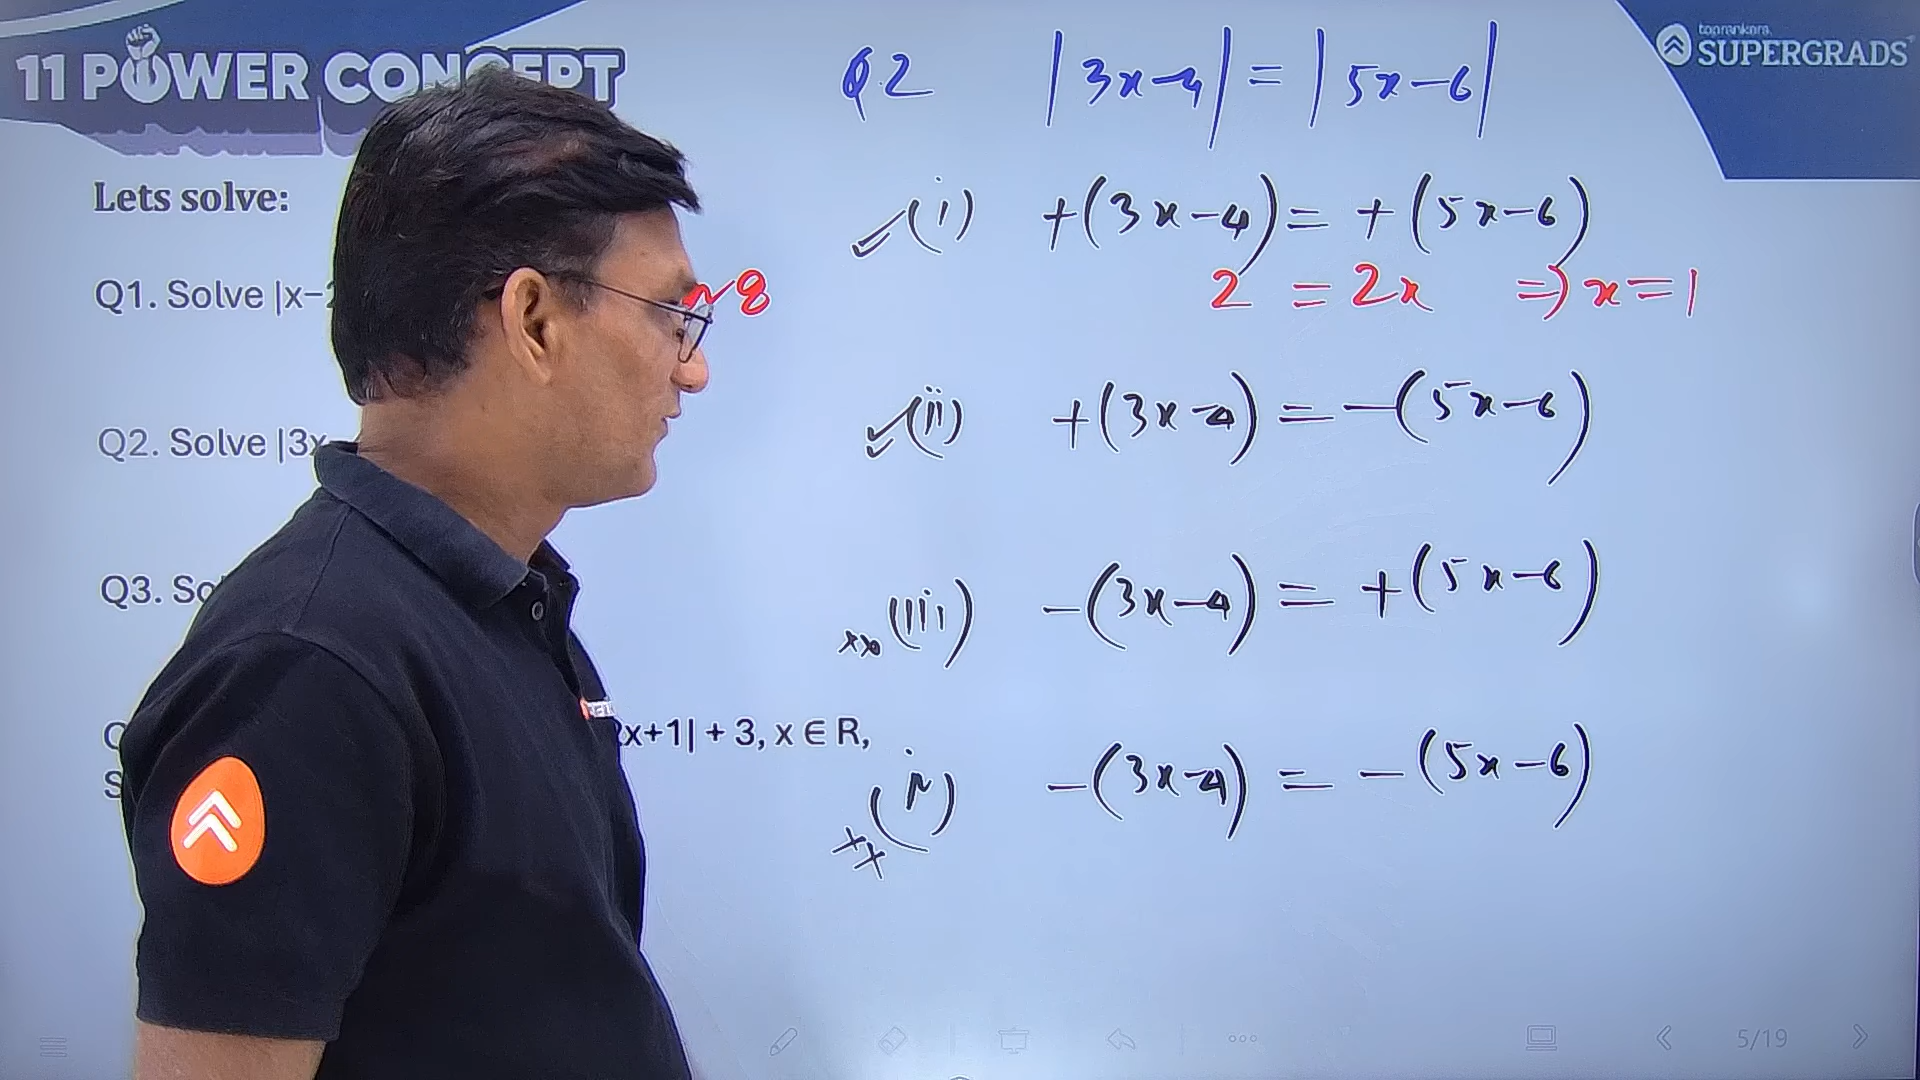 11 POWER CONCEPT
toprankers
SUPERGRADS
Lets solve:
Q1. Solve |x-
8
Q2. Solve |3x
Q3. So
2x+1| + 3, x ∈ R,
S
Q.2 |3x-4| = |5x-6|
(i) +(3x-4) = +(5x-6)
2 = 2x ⇒ x = 1
(ii) +(3x-4) = -(5x-6)
(iii) -(3x-4) = +(5x-6)
(iv) -(3x-4) = -(5x-6)
5/19